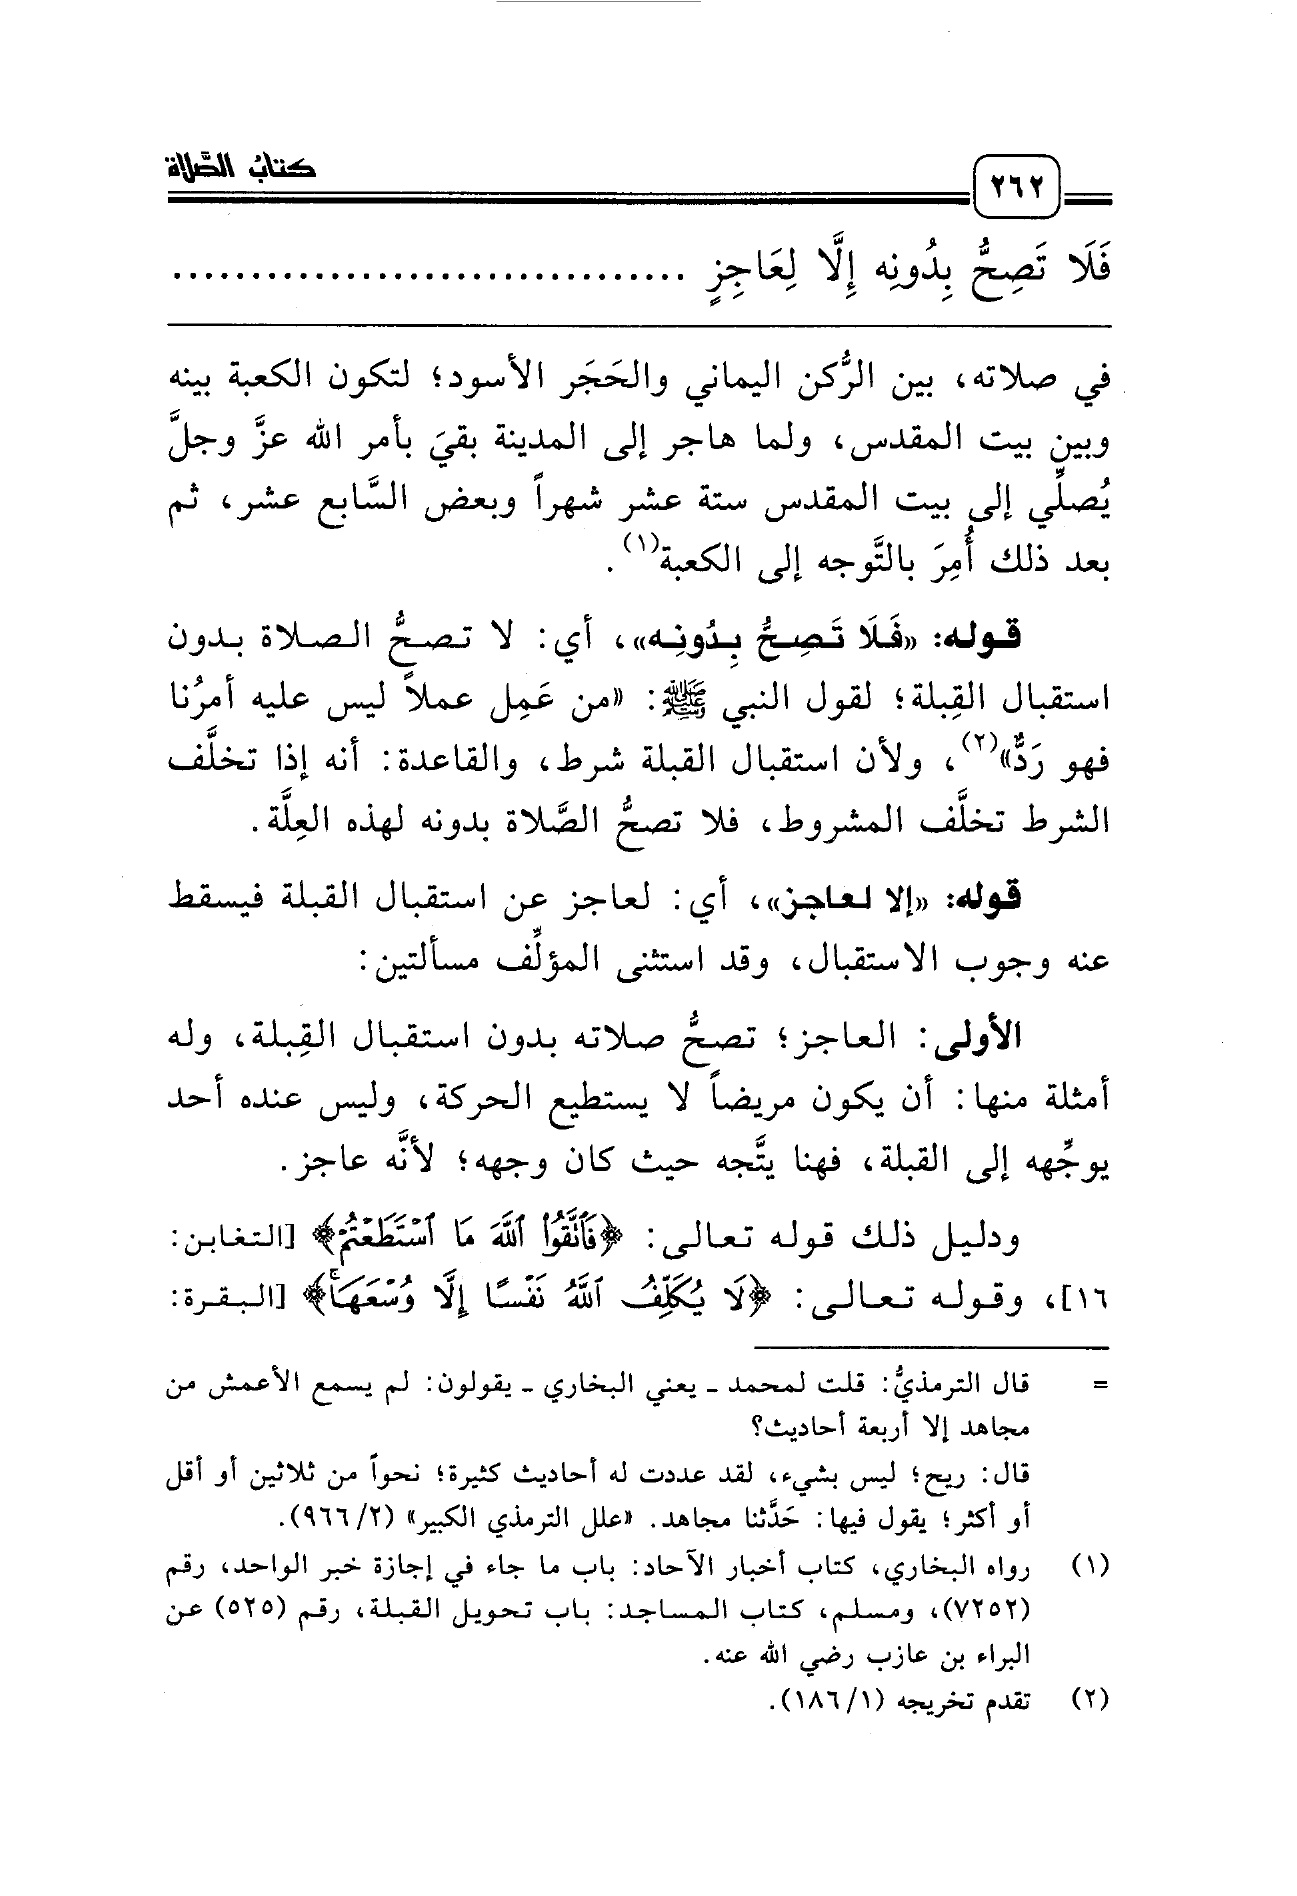 كتاب الصَّلاة
٢٦٢
فَلَا تَصِحُّ بِدُونِه إِلَّا لِعَاجِزٍ .................................
في صلاته، بين الرُّكن اليماني والحَجَر الأسود؛ لتكون الكعبة بينه
وبين بيت المقدس، ولما هاجر إلى المدينة بقيَ بأمر الله عزَّ وجلَّ
يُصلِّي إلى بيت المقدس ستة عشر شهراً وبعض السَّابع عشر، ثم
بعد ذلك أُمِرَ بالتَّوجه إلى الكعبة(١).
قوله: «فَلَا تَصِحُّ بِدُونِه»، أي: لا تصحُّ الصلاة بدون
استقبال القِبلة؛ لقول النبي ﷺ: «من عَمِل عملاً ليس عليه أمرُنا
فهو رَدٌّ»(٢)، ولأن استقبال القبلة شرط، والقاعدة: أنه إذا تخلَّف
الشرط تخلَّف المشروط، فلا تصحُّ الصَّلاة بدونه لهذه العِلَّة.
قوله: «إلا لعاجز»، أي: لعاجز عن استقبال القبلة فيسقط
عنه وجوب الاستقبال، وقد استثنى المؤلِّف مسألتين:
الأولى: العاجز؛ تصحُّ صلاته بدون استقبال القِبلة، وله
أمثلة منها: أن يكون مريضاً لا يستطيع الحركة، وليس عنده أحد
يوجِّهه إلى القبلة، فهنا يتَّجه حيث كان وجهه؛ لأنَّه عاجز.
ودليل ذلك قوله تعالى: ﴿فَٱتَّقُوا۟ ٱللَّهَ مَا ٱسْتَطَعْتُمْ﴾ [التغابن:
١٦]، وقوله تعالى: ﴿لَا يُكَلِّفُ ٱللَّهُ نَفْسًا إِلَّا وُسْعَهَاۚ﴾ [البقرة:
= قال الترمذيُّ: قلت لمحمد ـ يعني البخاري ـ يقولون: لم يسمع الأعمش من
مجاهد إلا أربعة أحاديث؟
قال: ريح؛ ليس بشيء، لقد عددت له أحاديث كثيرة؛ نحواً من ثلاثين أو أقل
أو أكثر؛ يقول فيها: حَدَّثنا مجاهد. «علل الترمذي الكبير» (٢/ ٩٦٦).
(١) رواه البخاري، كتاب أخبار الآحاد: باب ما جاء في إجازة خبر الواحد، رقم
(٧٢٥٢)، ومسلم، كتاب المساجد: باب تحويل القبلة، رقم (٥٢٥) عن
البراء بن عازب رضي الله عنه.
(٢) تقدم تخريجه (١/ ١٨٦).